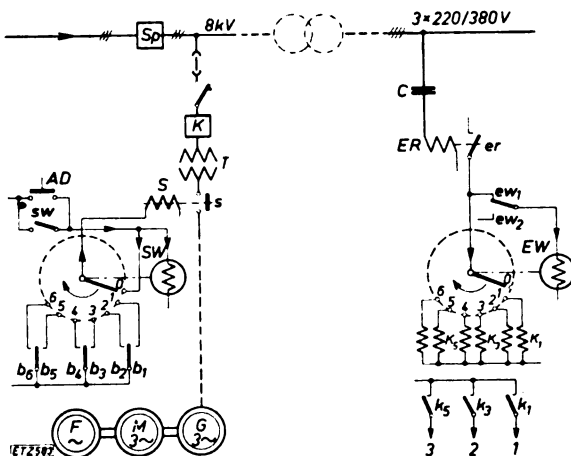 Sp
8kV
3×220/380V
K
T
C
ER
er
AD
sw
S
s
SW
0
1
2
3
4
5
6
b6 b5 b4 b3 b2 b1
ew1
ew2
EW
0
1
2
3
4
5
6
K5 K3 K1
k5 k3 k1
3 2 1
F ~
M 3~
G 3~